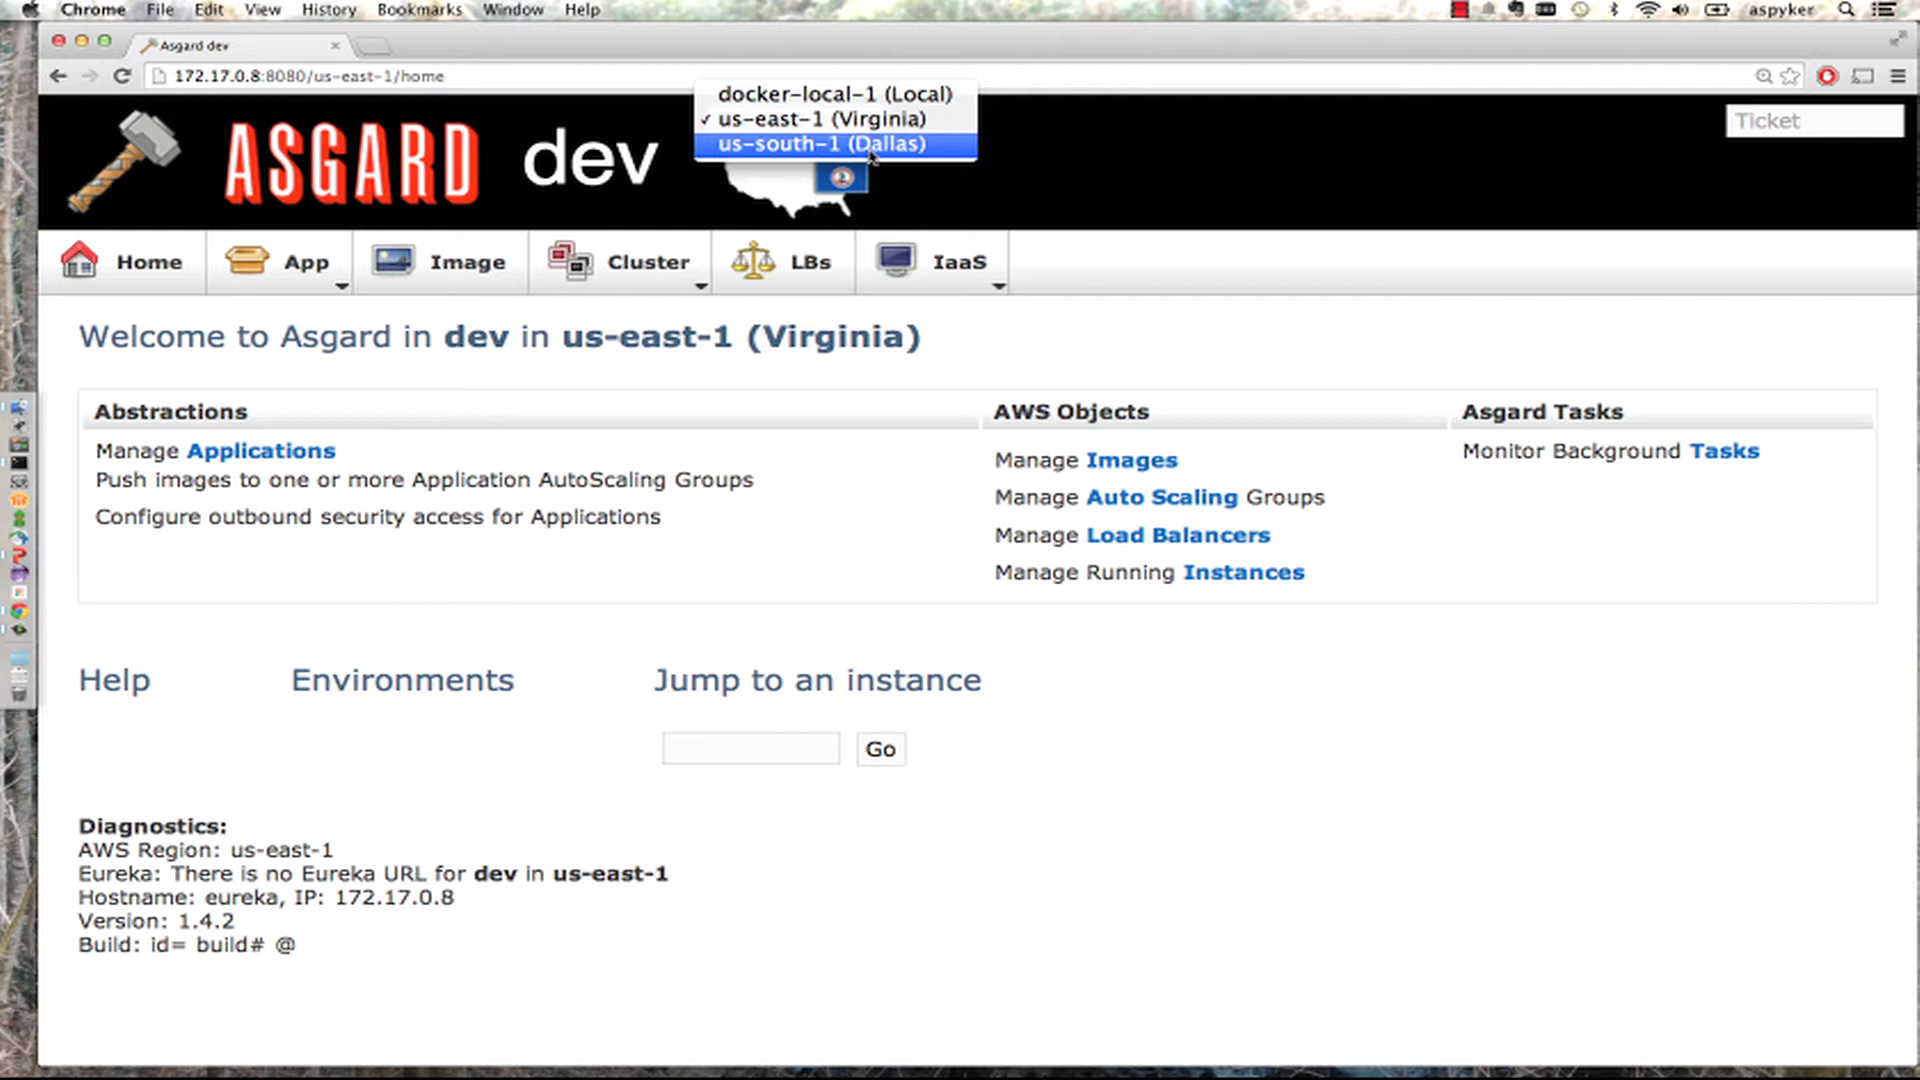 Chrome File Edit View History Bookmarks Window Help aspyker
Asgard dev
172.17.0.8:8080/us-east-1/home
docker-local-1 (Local)
✓ us-east-1 (Virginia)
us-south-1 (Dallas)
Ticket
ASGARD dev
Home App Image Cluster LBs IaaS
Welcome to Asgard in dev in us-east-1 (Virginia)
Abstractions
Manage Applications
Push images to one or more Application AutoScaling Groups
Configure outbound security access for Applications
AWS Objects
Manage Images
Manage Auto Scaling Groups
Manage Load Balancers
Manage Running Instances
Asgard Tasks
Monitor Background Tasks
Help
Environments
Jump to an instance
Go
Diagnostics:
AWS Region: us-east-1
Eureka: There is no Eureka URL for dev in us-east-1
Hostname: eureka, IP: 172.17.0.8
Version: 1.4.2
Build: id= build# @